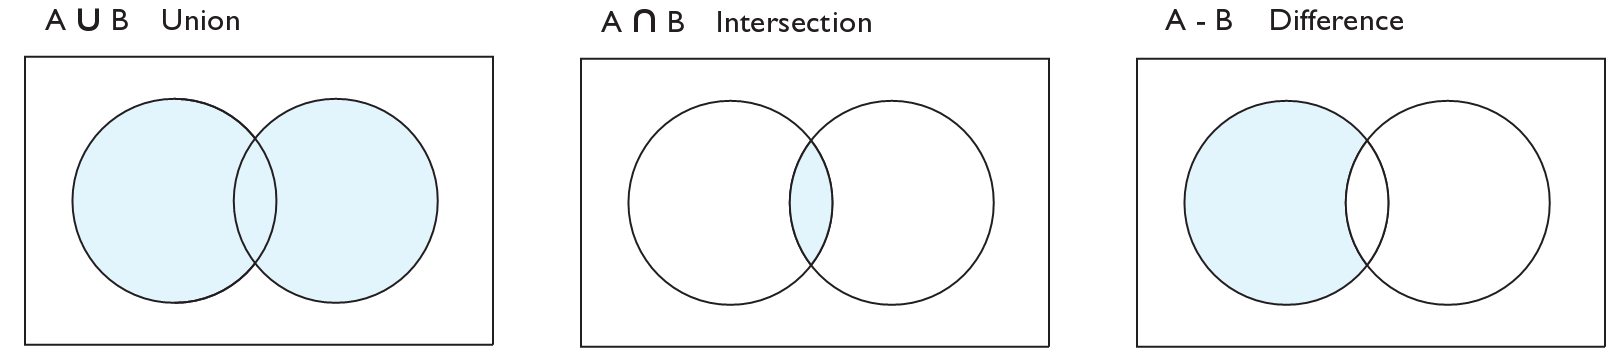 A ∪ B Union
A ∩ B Intersection
A - B Difference